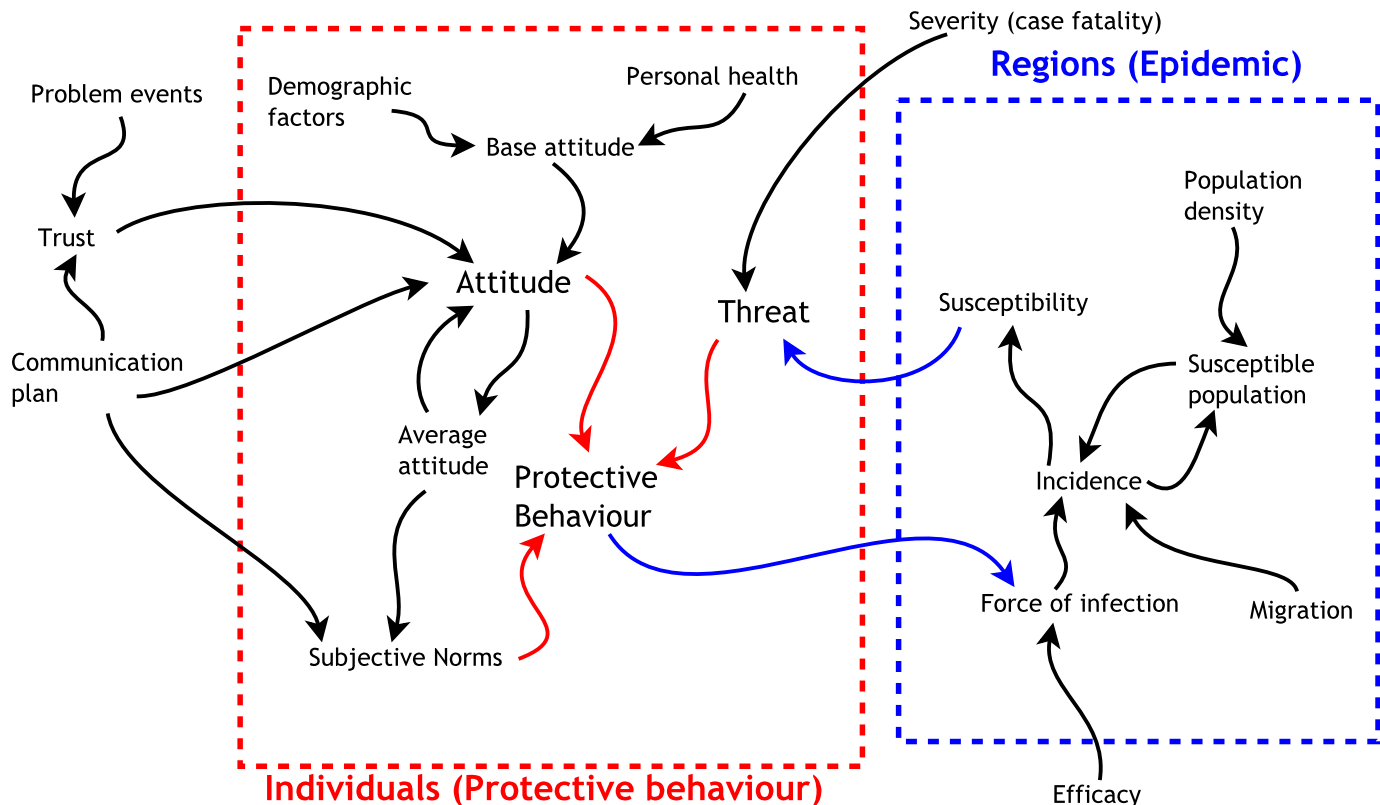 Severity (case fatality)
Regions (Epidemic)
Problem events
Demographic
factors
Personal health
Base attitude
Population
density
Trust
Attitude
Threat
Susceptibility
Communication
plan
Susceptible
population
Average
attitude
Protective
Behaviour
Incidence
Force of infection
Migration
Subjective Norms
Individuals (Protective behaviour)
Efficacy